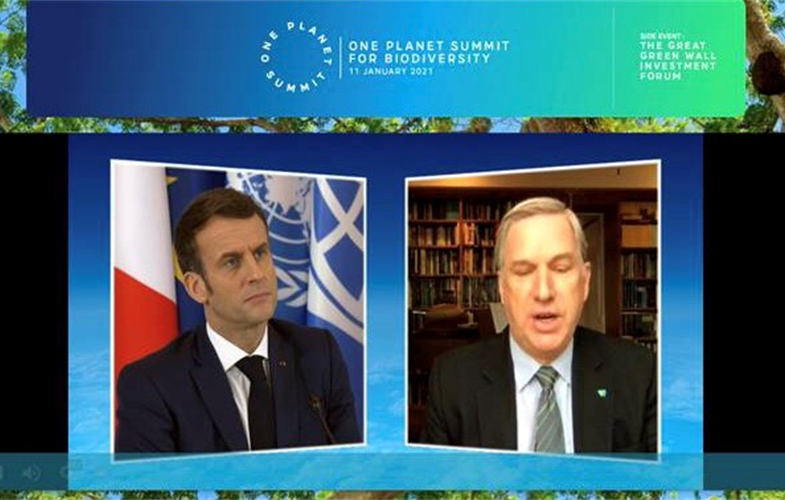 ONE PLANET
SUMMIT
ONE PLANET SUMMIT
FOR BIODIVERSITY
11 JANUARY 2021
SIDE EVENT :
THE GREAT
GREEN WALL
INVESTMENT
FORUM